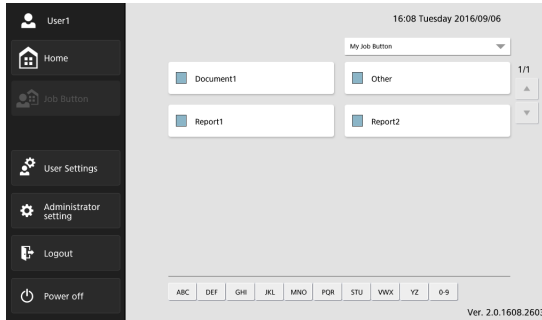 User1
16:08 Tuesday 2016/09/06
Home
My Job Button
Job Button
Document1
Other
1/1
Report1
Report2
User Settings
Administrator
setting
Logout
Power off
ABC DEF GHI JKL MNO PQR STU VWX YZ 0-9
Ver. 2.0.1608.2603